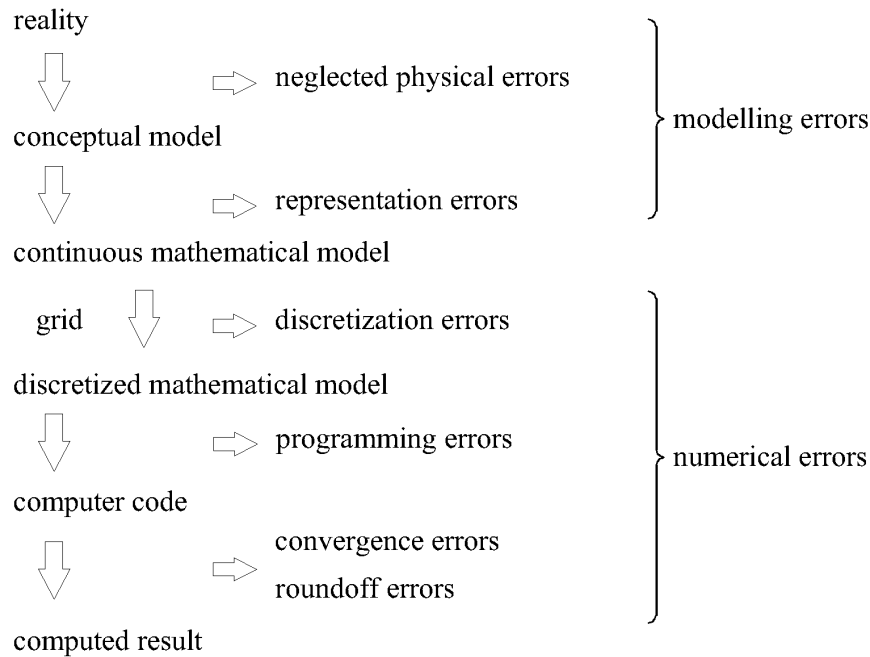 reality
neglected physical errors
modelling errors
conceptual model
representation errors
continuous mathematical model
grid
discretization errors
discretized mathematical model
programming errors
numerical errors
computer code
convergence errors
roundoff errors
computed result